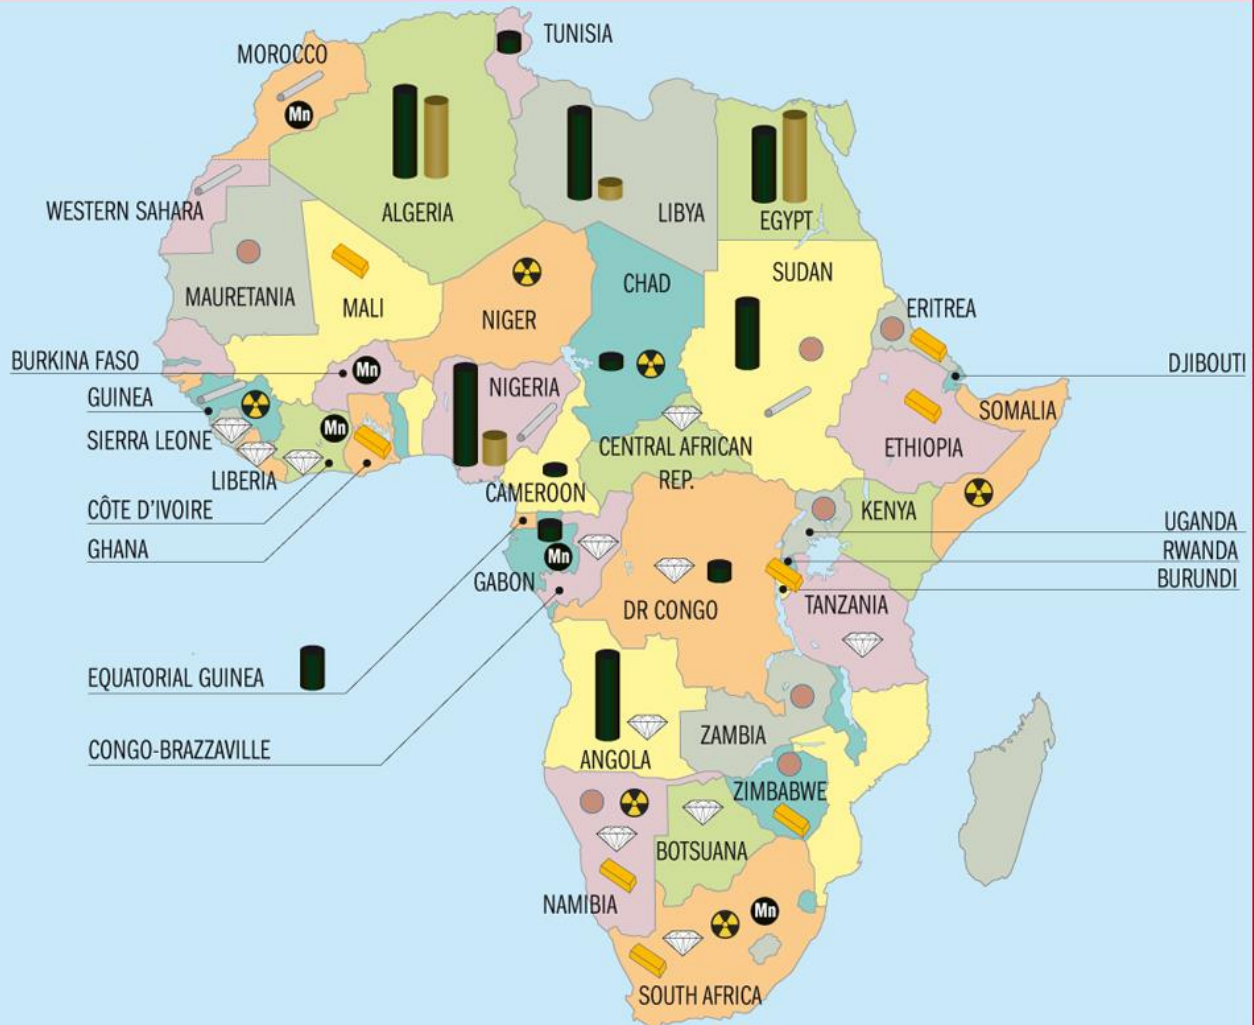 TUNISIA
MOROCCO
Mn
WESTERN SAHARA
ALGERIA
LIBYA
EGYPT
MAURETANIA
MALI
NIGER
CHAD
SUDAN
ERITREA
BURKINA FASO
Mn
NIGERIA
DJIBOUTI
GUINEA
SIERRA LEONE
Mn
SOMALIA
LIBERIA
CENTRAL AFRICAN
REP.
ETHIOPIA
CAMEROON
CÔTE D'IVOIRE
KENYA
UGANDA
GHANA
Mn
RWANDA
GABON
BURUNDI
DR CONGO
TANZANIA
EQUATORIAL GUINEA
CONGO-BRAZZAVILLE
ANGOLA
ZAMBIA
ZIMBABWE
BOTSUANA
NAMIBIA
Mn
SOUTH AFRICA